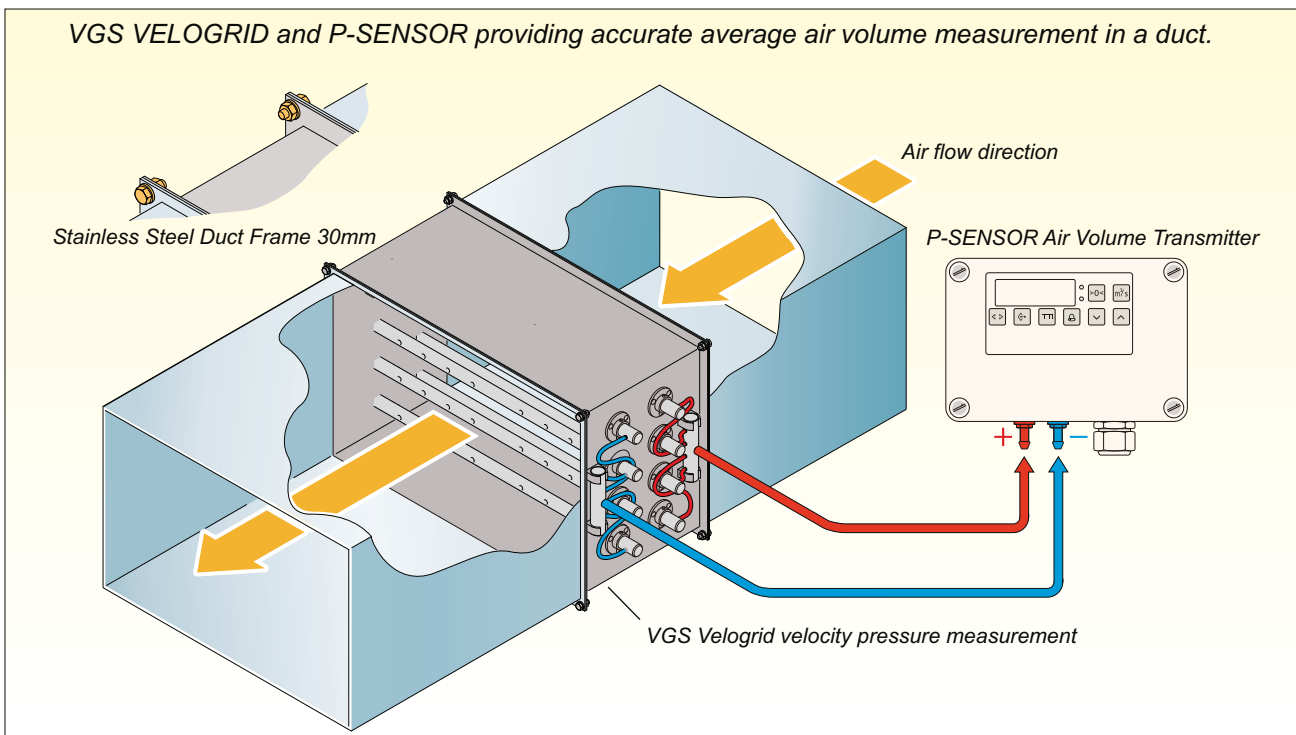 VGS VELOGRID and P-SENSOR providing accurate average air volume measurement in a duct.
Air flow direction
Stainless Steel Duct Frame 30mm
P-SENSOR Air Volume Transmitter
>0<
m³/s
< >
+
−
VGS Velogrid velocity pressure measurement